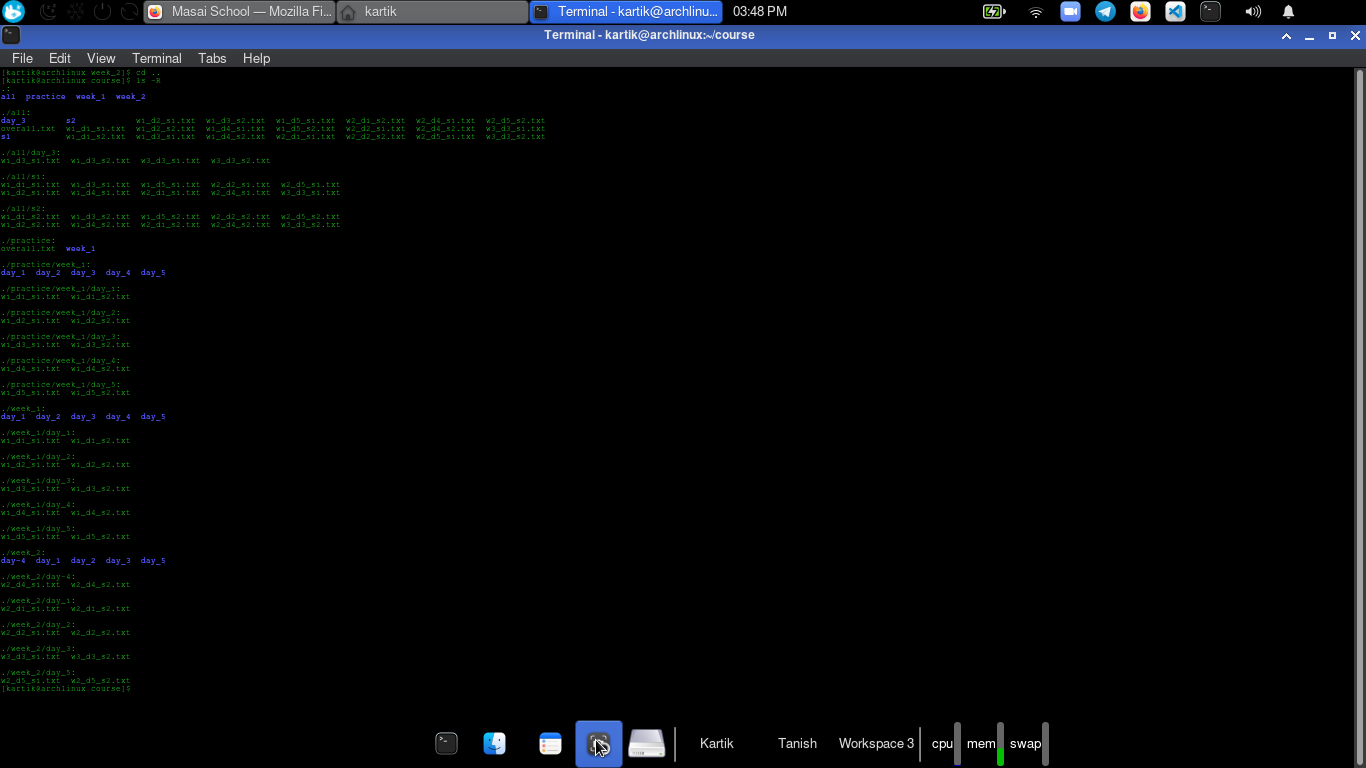 Masai School — Mozilla Fi...
kartik
Terminal - kartik@archlinu...
03:48 PM
Terminal - kartik@archlinux:~/course
File Edit View Terminal Tabs Help
[kartik@archlinux week_2]$ cd ..
[kartik@archlinux course]$ ls -R
.:
all practice week_1 week_2
./all:
day_3 s2 w1_d2_s1.txt w1_d3_s2.txt w1_d5_s1.txt w2_d1_s2.txt w2_d4_s1.txt w2_d5_s2.txt
overall.txt w1_d1_s1.txt w1_d2_s2.txt w1_d4_s1.txt w1_d5_s2.txt w2_d2_s1.txt w2_d4_s2.txt w3_d3_s1.txt
s1 w1_d1_s2.txt w1_d3_s1.txt w1_d4_s2.txt w2_d1_s1.txt w2_d2_s2.txt w2_d5_s1.txt w3_d3_s2.txt
./all/day_3:
w1_d3_s1.txt w1_d3_s2.txt w3_d3_s1.txt w3_d3_s2.txt
./all/s1:
w1_d1_s1.txt w1_d3_s1.txt w1_d5_s1.txt w2_d2_s1.txt w2_d5_s1.txt
w1_d2_s1.txt w1_d4_s1.txt w2_d1_s1.txt w2_d4_s1.txt w3_d3_s1.txt
./all/s2:
w1_d1_s2.txt w1_d3_s2.txt w1_d5_s2.txt w2_d2_s2.txt w2_d5_s2.txt
w1_d2_s2.txt w1_d4_s2.txt w2_d1_s2.txt w2_d4_s2.txt w3_d3_s2.txt
./practice:
overall.txt week_1
./practice/week_1:
day_1 day_2 day_3 day_4 day_5
./practice/week_1/day_1:
w1_d1_s1.txt w1_d1_s2.txt
./practice/week_1/day_2:
w1_d2_s1.txt w1_d2_s2.txt
./practice/week_1/day_3:
w1_d3_s1.txt w1_d3_s2.txt
./practice/week_1/day_4:
w1_d4_s1.txt w1_d4_s2.txt
./practice/week_1/day_5:
w1_d5_s1.txt w1_d5_s2.txt
./week_1:
day_1 day_2 day_3 day_4 day_5
./week_1/day_1:
w1_d1_s1.txt w1_d1_s2.txt
./week_1/day_2:
w1_d2_s1.txt w1_d2_s2.txt
./week_1/day_3:
w1_d3_s1.txt w1_d3_s2.txt
./week_1/day_4:
w1_d4_s1.txt w1_d4_s2.txt
./week_1/day_5:
w1_d5_s1.txt w1_d5_s2.txt
./week_2:
day-4 day_1 day_2 day_3 day_5
./week_2/day-4:
w2_d4_s1.txt w2_d4_s2.txt
./week_2/day_1:
w2_d1_s1.txt w2_d1_s2.txt
./week_2/day_2:
w2_d2_s1.txt w2_d2_s2.txt
./week_2/day_3:
w3_d3_s1.txt w3_d3_s2.txt
./week_2/day_5:
w2_d5_s1.txt w2_d5_s2.txt
[kartik@archlinux course]$
Kartik Tanish Workspace 3 cpu mem swap